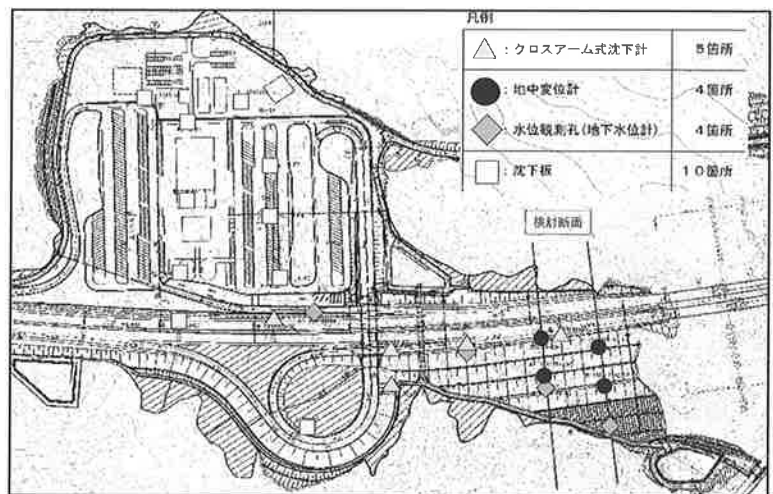 凡例
△ : クロスアーム式沈下計 5箇所
● : 地中変位計 4箇所
◆ : 水位観測孔(地下水位計) 4箇所
□ : 沈下板 10箇所
検討断面